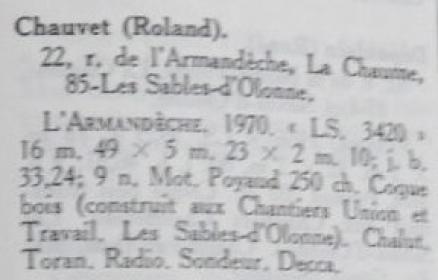 Chauvet (Roland).
22, r. de l'Armandèche, La Chaume,
85-Les Sables-d'Olonne.
L'ARMANDÈCHE. 1970. « LS. 3420 »
16 m. 49 × 5 m. 23 × 2 m. 10; j. b.
33,24; 9 n. Mot. Poyaud 250 ch. Coque
bois (construit aux Chantiers Union et
Travail, Les Sables-d'Olonne). Chalut.
Toran. Radio. Sondeur. Decca.